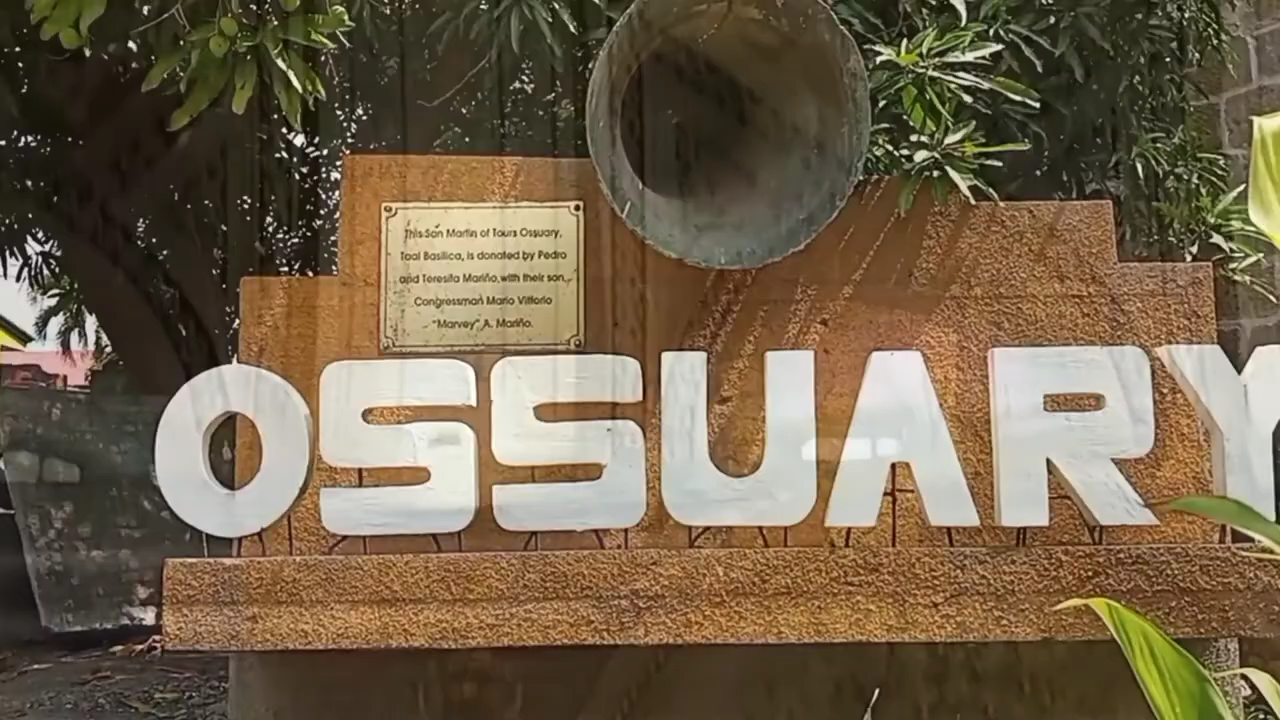 This San Martin of Tours Ossuary,
Taal Basilica, is donated by Pedro
and Teresita Mariño, with their son,
Congressman Mario Vittorio
"Marvey" A. Mariño.
OSSUARY